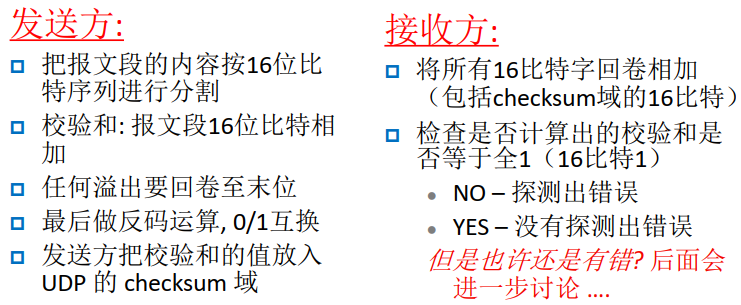 发送方:
把报文段的内容按16位比
特序列进行分割
校验和: 报文段16位比特相
加
任何溢出要回卷至末位
最后做反码运算, 0/1互换
发送方把校验和的值放入
UDP 的 checksum 域
接收方:
将所有16比特字回卷相加
（包括checksum域的16比特）
检查是否计算出的校验和是
否等于全1（16比特1）
NO – 探测出错误
YES – 没有探测出错误
但是也许还是有错? 后面会
进一步讨论 ....